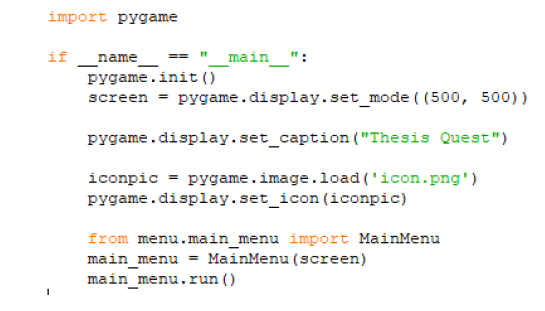 import pygame
if __name__ == "__main__":
pygame.init()
screen = pygame.display.set_mode((500, 500))
pygame.display.set_caption("Thesis Quest")
iconpic = pygame.image.load('icon.png')
pygame.display.set_icon(iconpic)
from menu.main_menu import MainMenu
main_menu = MainMenu(screen)
main_menu.run()